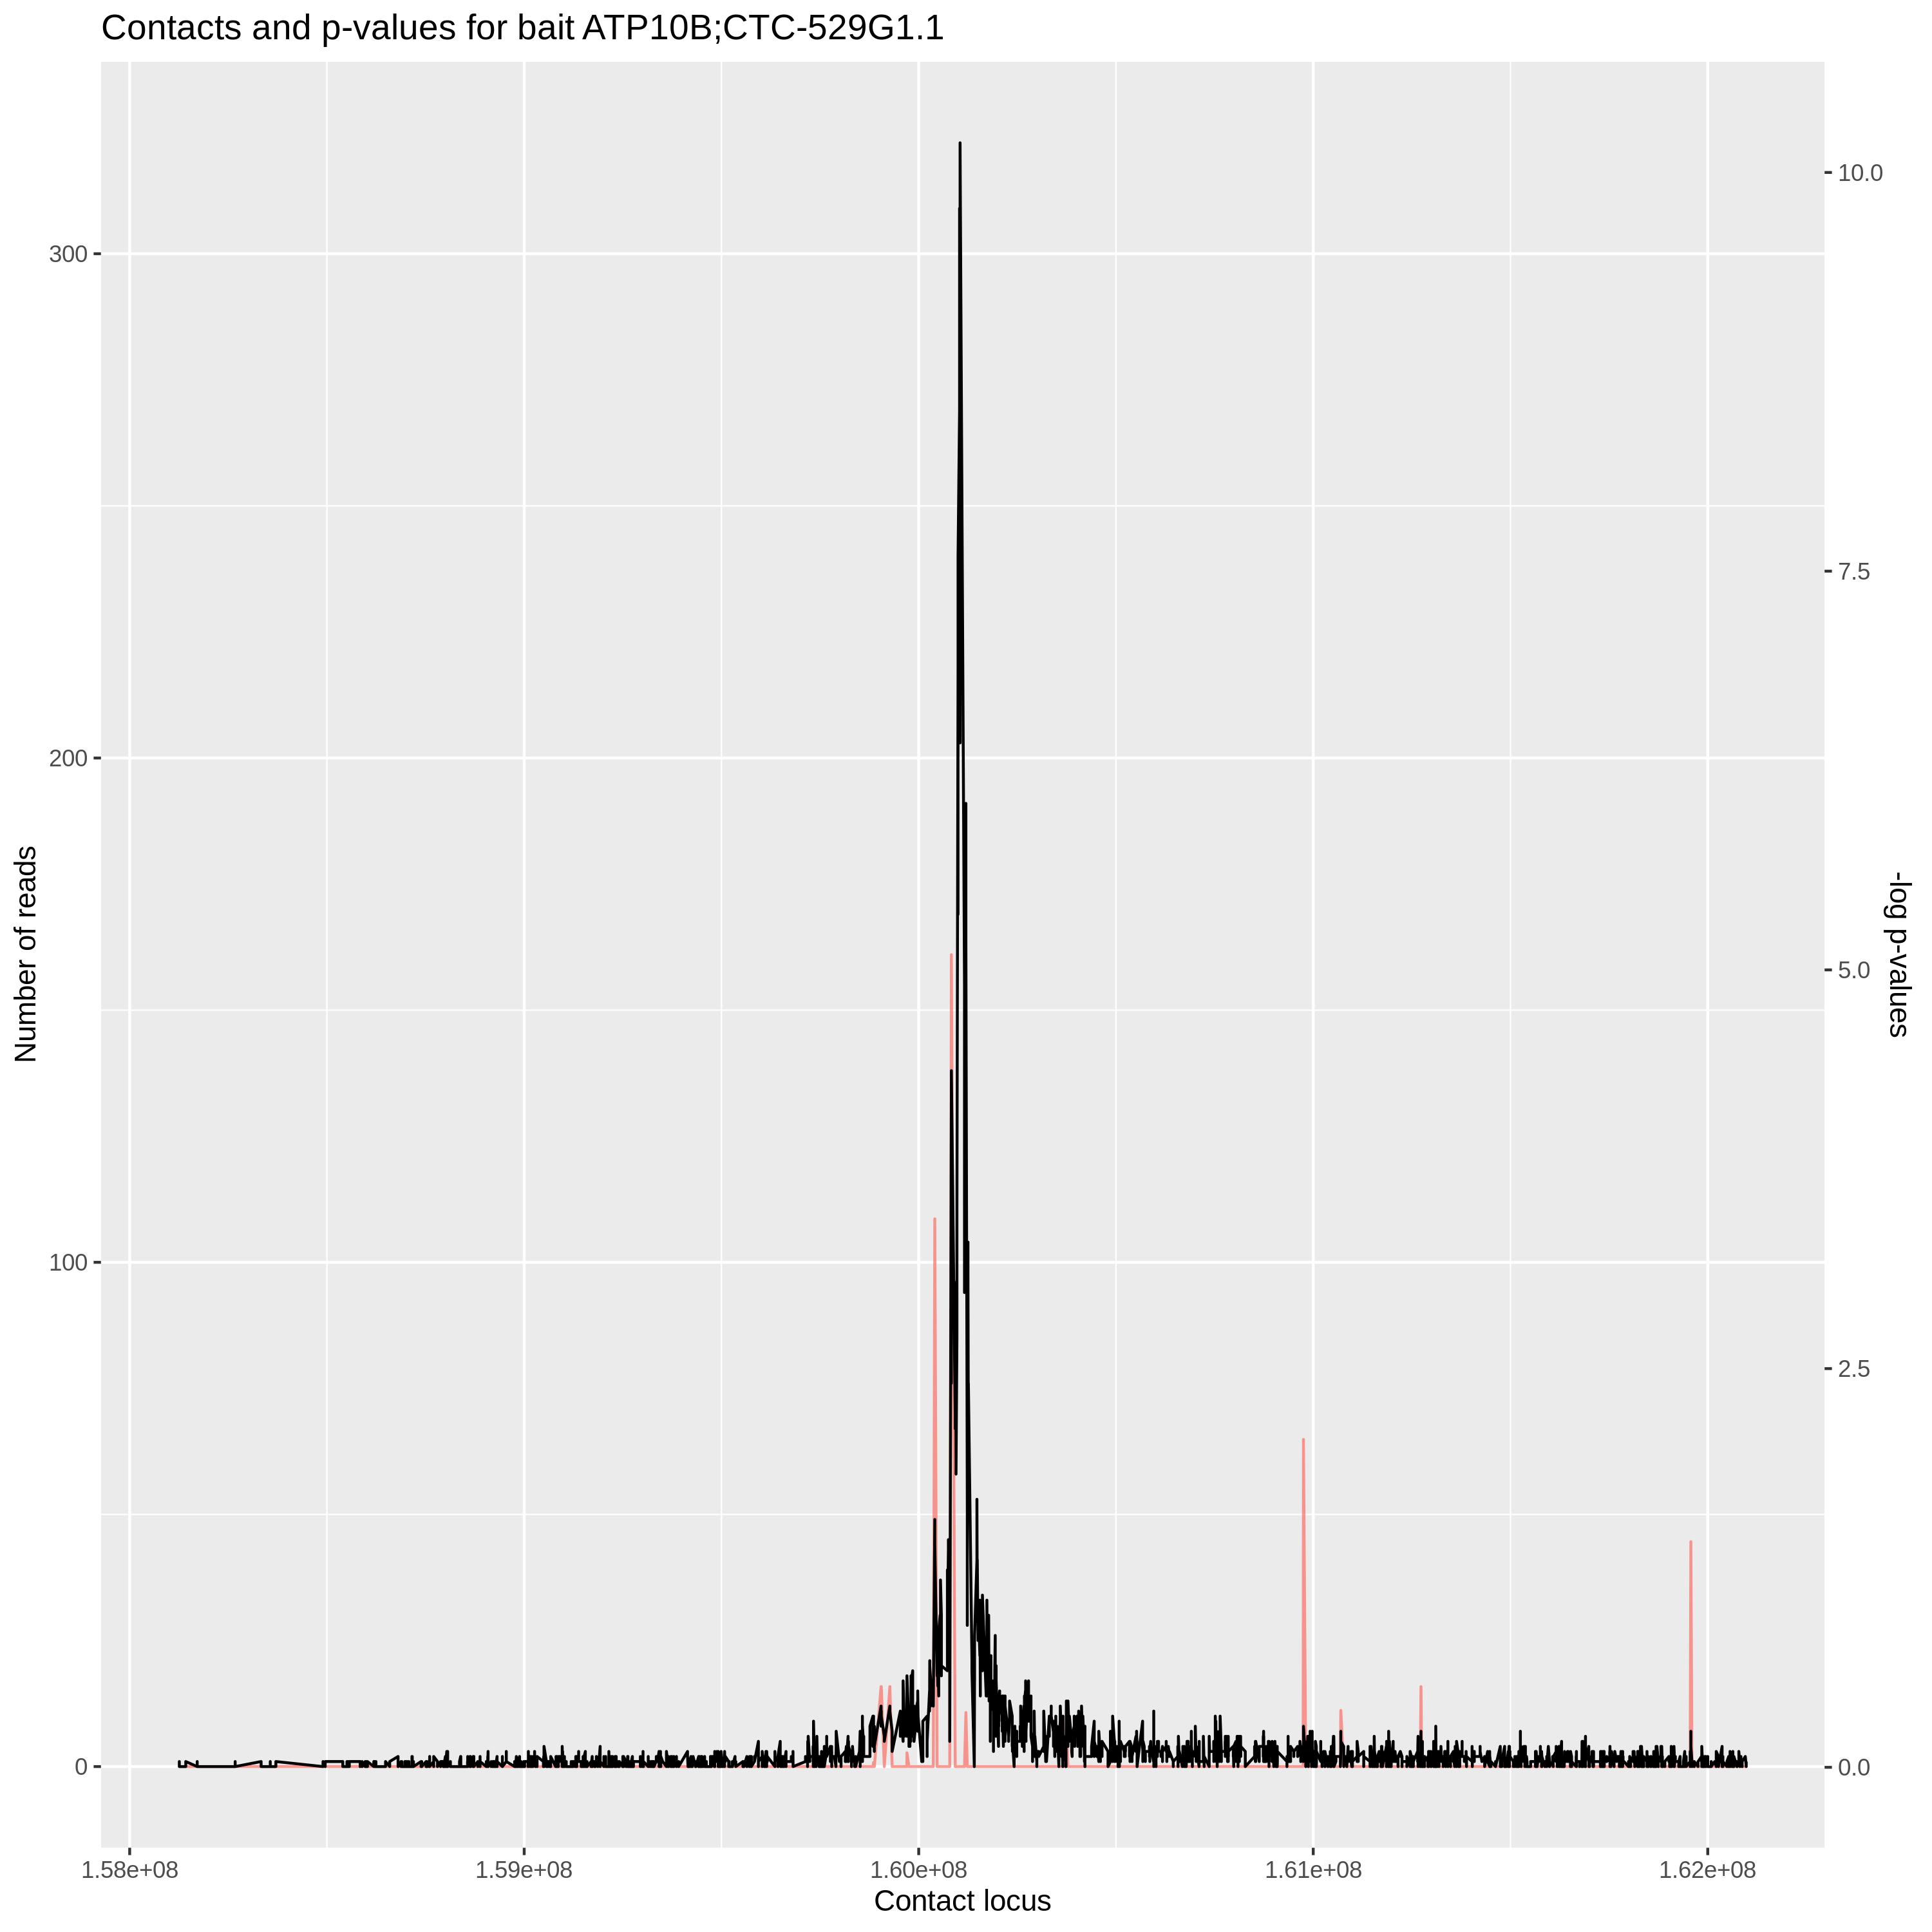 Contacts and p-values for bait ATP10B;CTC-529G1.1
Number of reads
300
200
100
0
10.0
7.5
5.0
2.5
0.0
-log p-values
1.58e+08
1.59e+08
1.60e+08
1.61e+08
1.62e+08
Contact locus